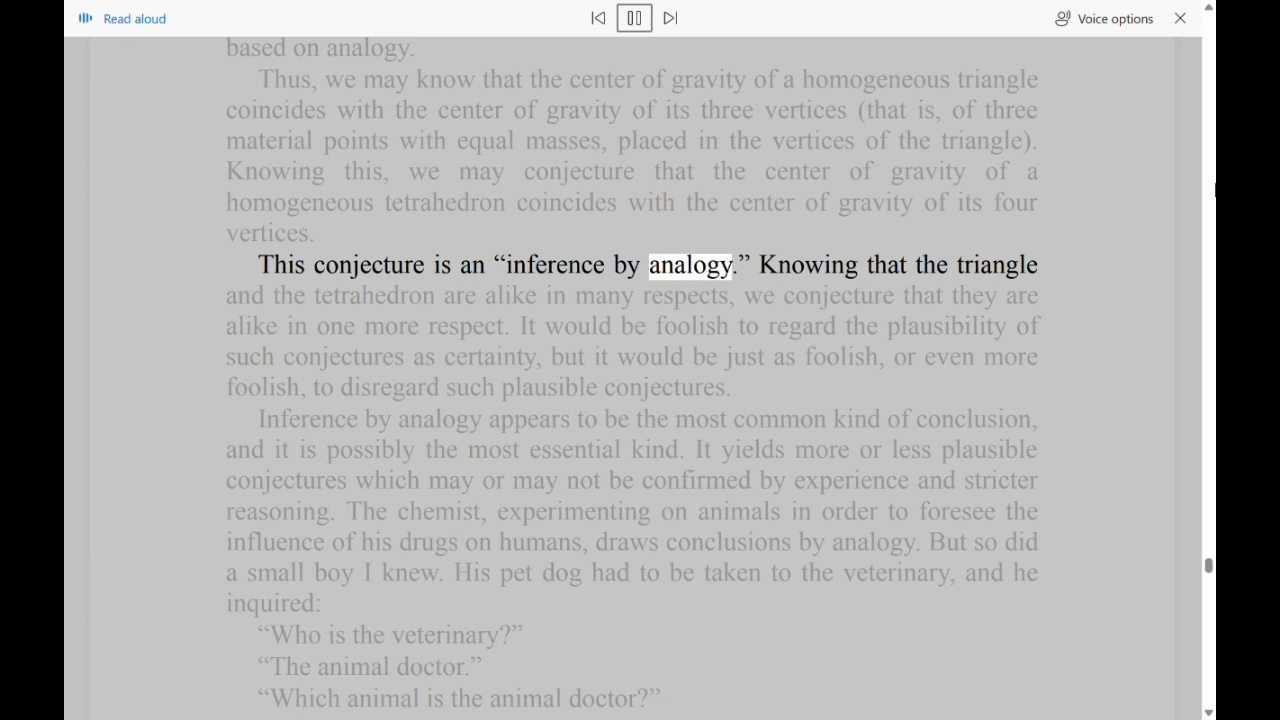 Read aloud
Voice options
based on analogy.
Thus, we may know that the center of gravity of a homogeneous triangle
coincides with the center of gravity of its three vertices (that is, of three
material points with equal masses, placed in the vertices of the triangle).
Knowing this, we may conjecture that the center of gravity of a
homogeneous tetrahedron coincides with the center of gravity of its four
vertices.
This conjecture is an “inference by analogy.” Knowing that the triangle
and the tetrahedron are alike in many respects, we conjecture that they are
alike in one more respect. It would be foolish to regard the plausibility of
such conjectures as certainty, but it would be just as foolish, or even more
foolish, to disregard such plausible conjectures.
Inference by analogy appears to be the most common kind of conclusion,
and it is possibly the most essential kind. It yields more or less plausible
conjectures which may or may not be confirmed by experience and stricter
reasoning. The chemist, experimenting on animals in order to foresee the
influence of his drugs on humans, draws conclusions by analogy. But so did
a small boy I knew. His pet dog had to be taken to the veterinary, and he
inquired:
“Who is the veterinary?”
“The animal doctor.”
“Which animal is the animal doctor?”